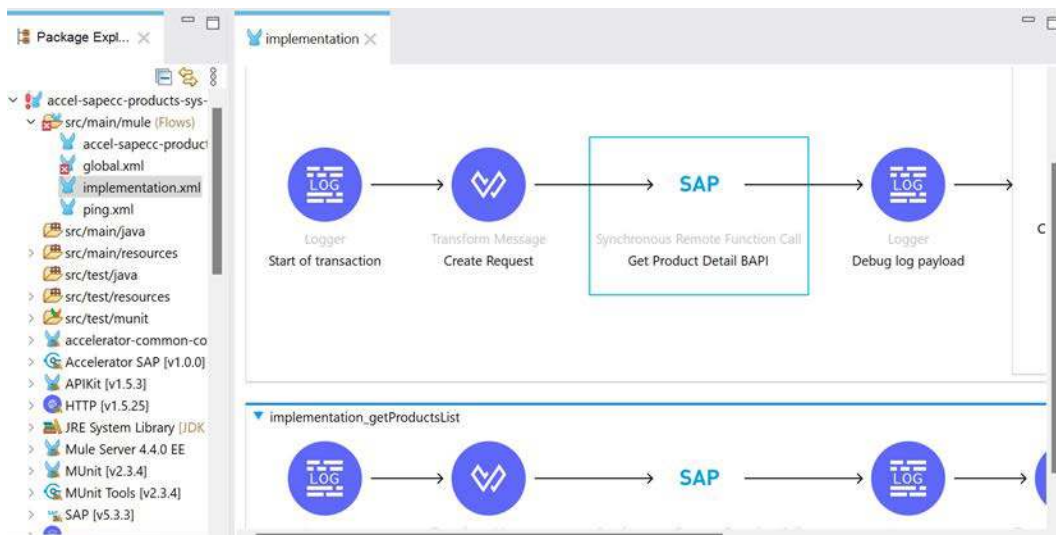 Package Expl...
accel-sapecc-products-sys-
src/main/mule (Flows)
accel-sapecc-product
global.xml
implementation.xml
ping.xml
src/main/java
src/main/resources
src/test/java
src/test/resources
src/test/munit
accelerator-common-co
Accelerator SAP [v1.0.0]
APIKit [v1.5.3]
HTTP [v1.5.25]
JRE System Library [JDK
Mule Server 4.4.0 EE
MUnit [v2.3.4]
MUnit Tools [v2.3.4]
SAP [v5.3.3]
implementation
LOG SAP LOG
Logger Transform Message Synchronous Remote Function Call Logger
Start of transaction Create Request Get Product Detail BAPI Debug log payload
C
implementation_getProductsList
LOG SAP LOG